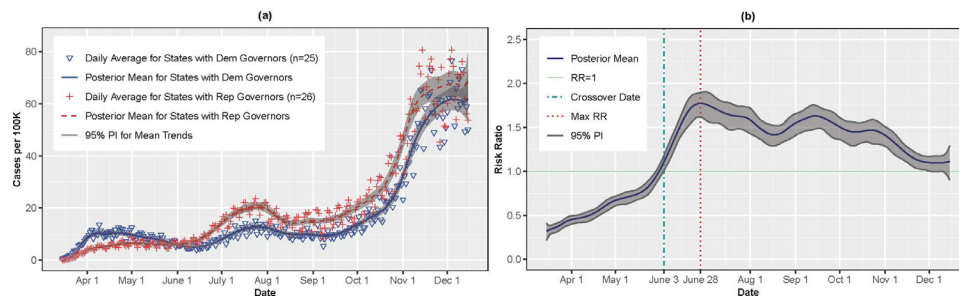 (a)
Cases per 100K
80
60
40
20
0
Daily Average for States with Dem Governors (n=25)
Posterior Mean for States with Dem Governors
Daily Average for States with Rep Governors (n=26)
Posterior Mean for States with Rep Governors
95% PI for Mean Trends
Apr 1 May 1 June 1 July 1 Aug 1 Sep 1 Oct 1 Nov 1 Dec 1
Date
(b)
Risk Ratio
2.5
2.0
1.5
1.0
0.5
0.0
Posterior Mean
RR=1
Crossover Date
Max RR
95% PI
Apr 1 May 1 June 3 June 28 Aug 1 Sep 1 Oct 1 Nov 1 Dec 1
Date